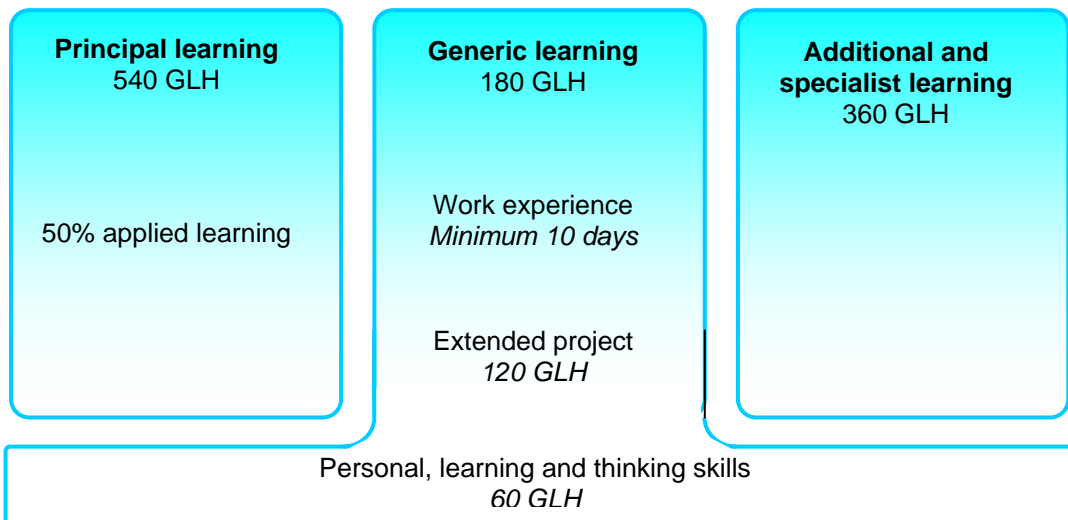 Principal learning
540 GLH
50% applied learning
Generic learning
180 GLH
Work experience
Minimum 10 days
Extended project
120 GLH
Additional and
specialist learning
360 GLH
Personal, learning and thinking skills
60 GLH